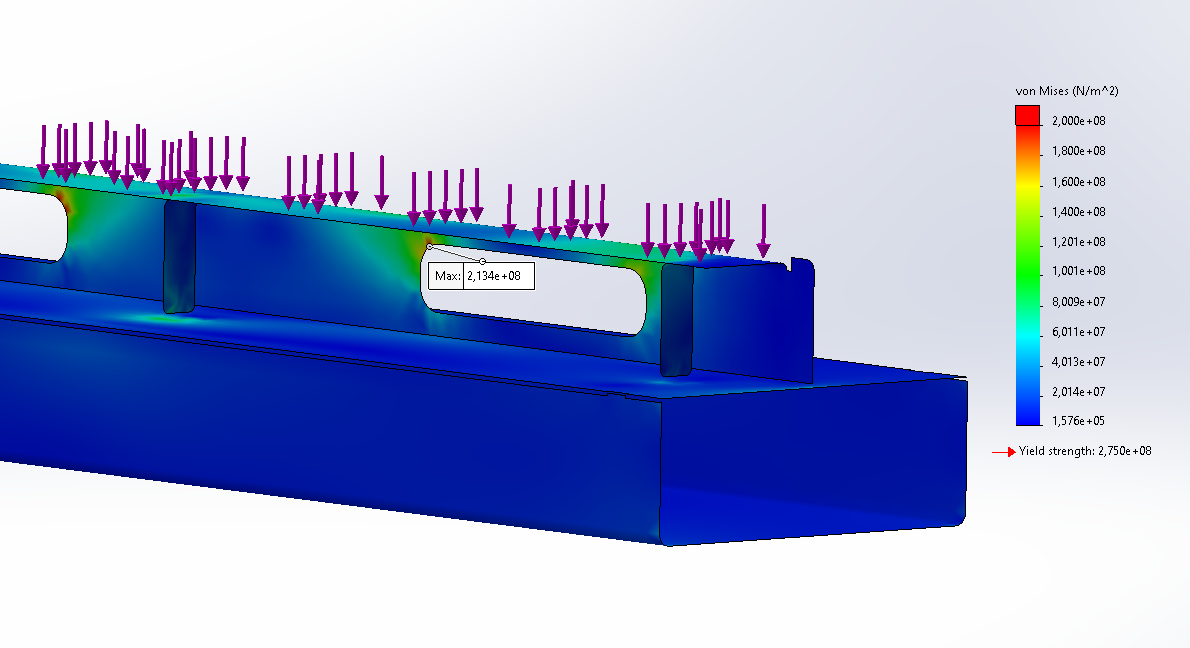 von Mises (N/m^2)
2,000e+08
1,800e+08
1,600e+08
1,400e+08
1,201e+08
1,001e+08
8,009e+07
6,011e+07
4,013e+07
2,014e+07
1,576e+05
Yield strength: 2,750e+08
Max: 2,134e+08